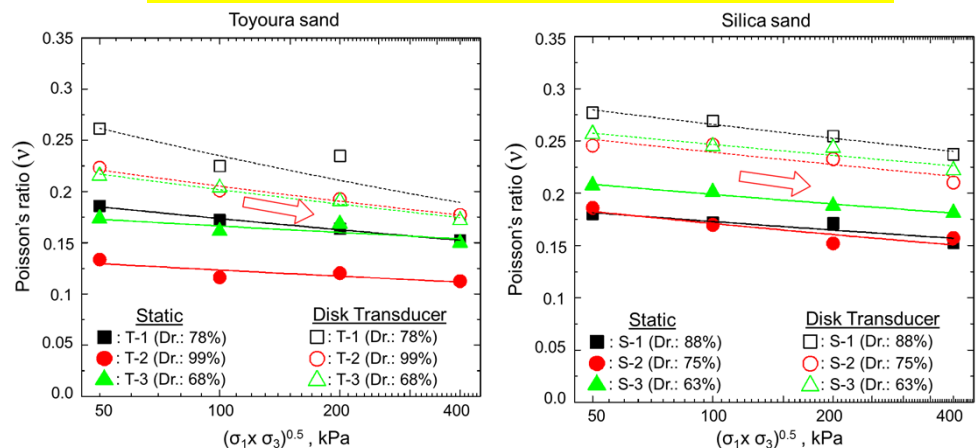 Toyoura sand
Poisson's ratio (ν)
0.35
0.3
0.25
0.2
0.15
0.1
0.05
0.0
Static
: T-1 (Dr.: 78%)
: T-2 (Dr.: 99%)
: T-3 (Dr.: 68%)
Disk Transducer
: T-1 (Dr.: 78%)
: T-2 (Dr.: 99%)
: T-3 (Dr.: 68%)
50 100 200 400
(σ₁x σ₃)⁰·⁵ , kPa
Silica sand
Poisson's ratio (ν)
0.35
0.3
0.25
0.2
0.15
0.1
0.05
0
Static
: S-1 (Dr.: 88%)
: S-2 (Dr.: 75%)
: S-3 (Dr.: 63%)
Disk Transducer
: S-1 (Dr.: 88%)
: S-2 (Dr.: 75%)
: S-3 (Dr.: 63%)
50 100 200 400
(σ₁x σ₃)⁰·⁵ , kPa